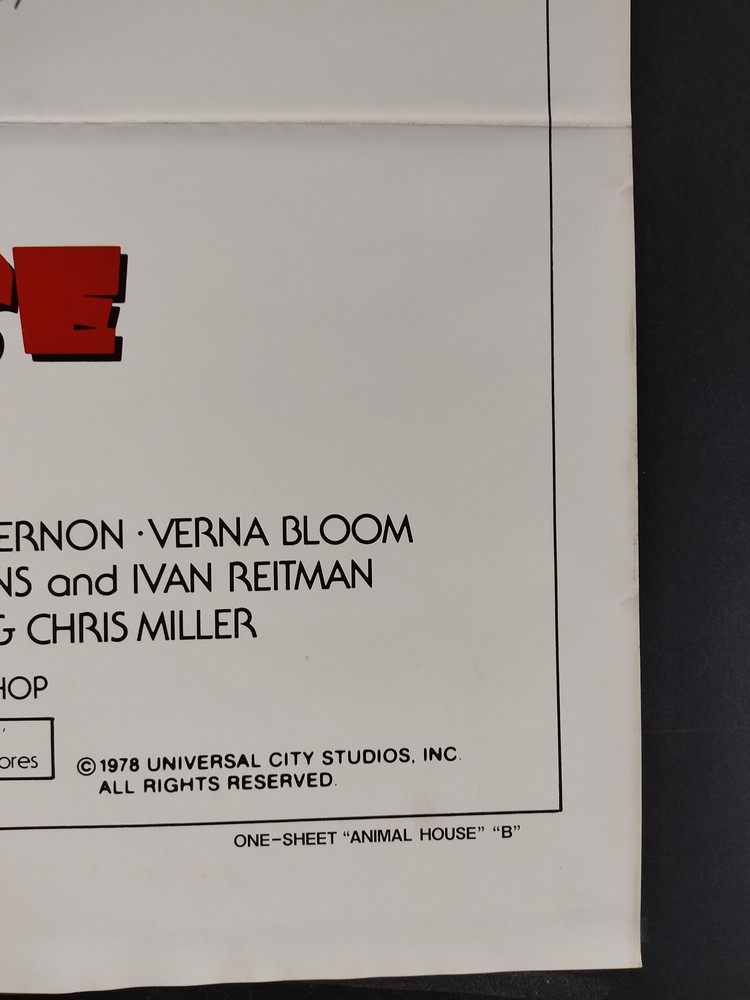 E
ERNON · VERNA BLOOM
NS and IVAN REITMAN
& CHRIS MILLER
HOP
ores
©1978 UNIVERSAL CITY STUDIOS, INC.
ALL RIGHTS RESERVED.
ONE-SHEET "ANIMAL HOUSE" "B"